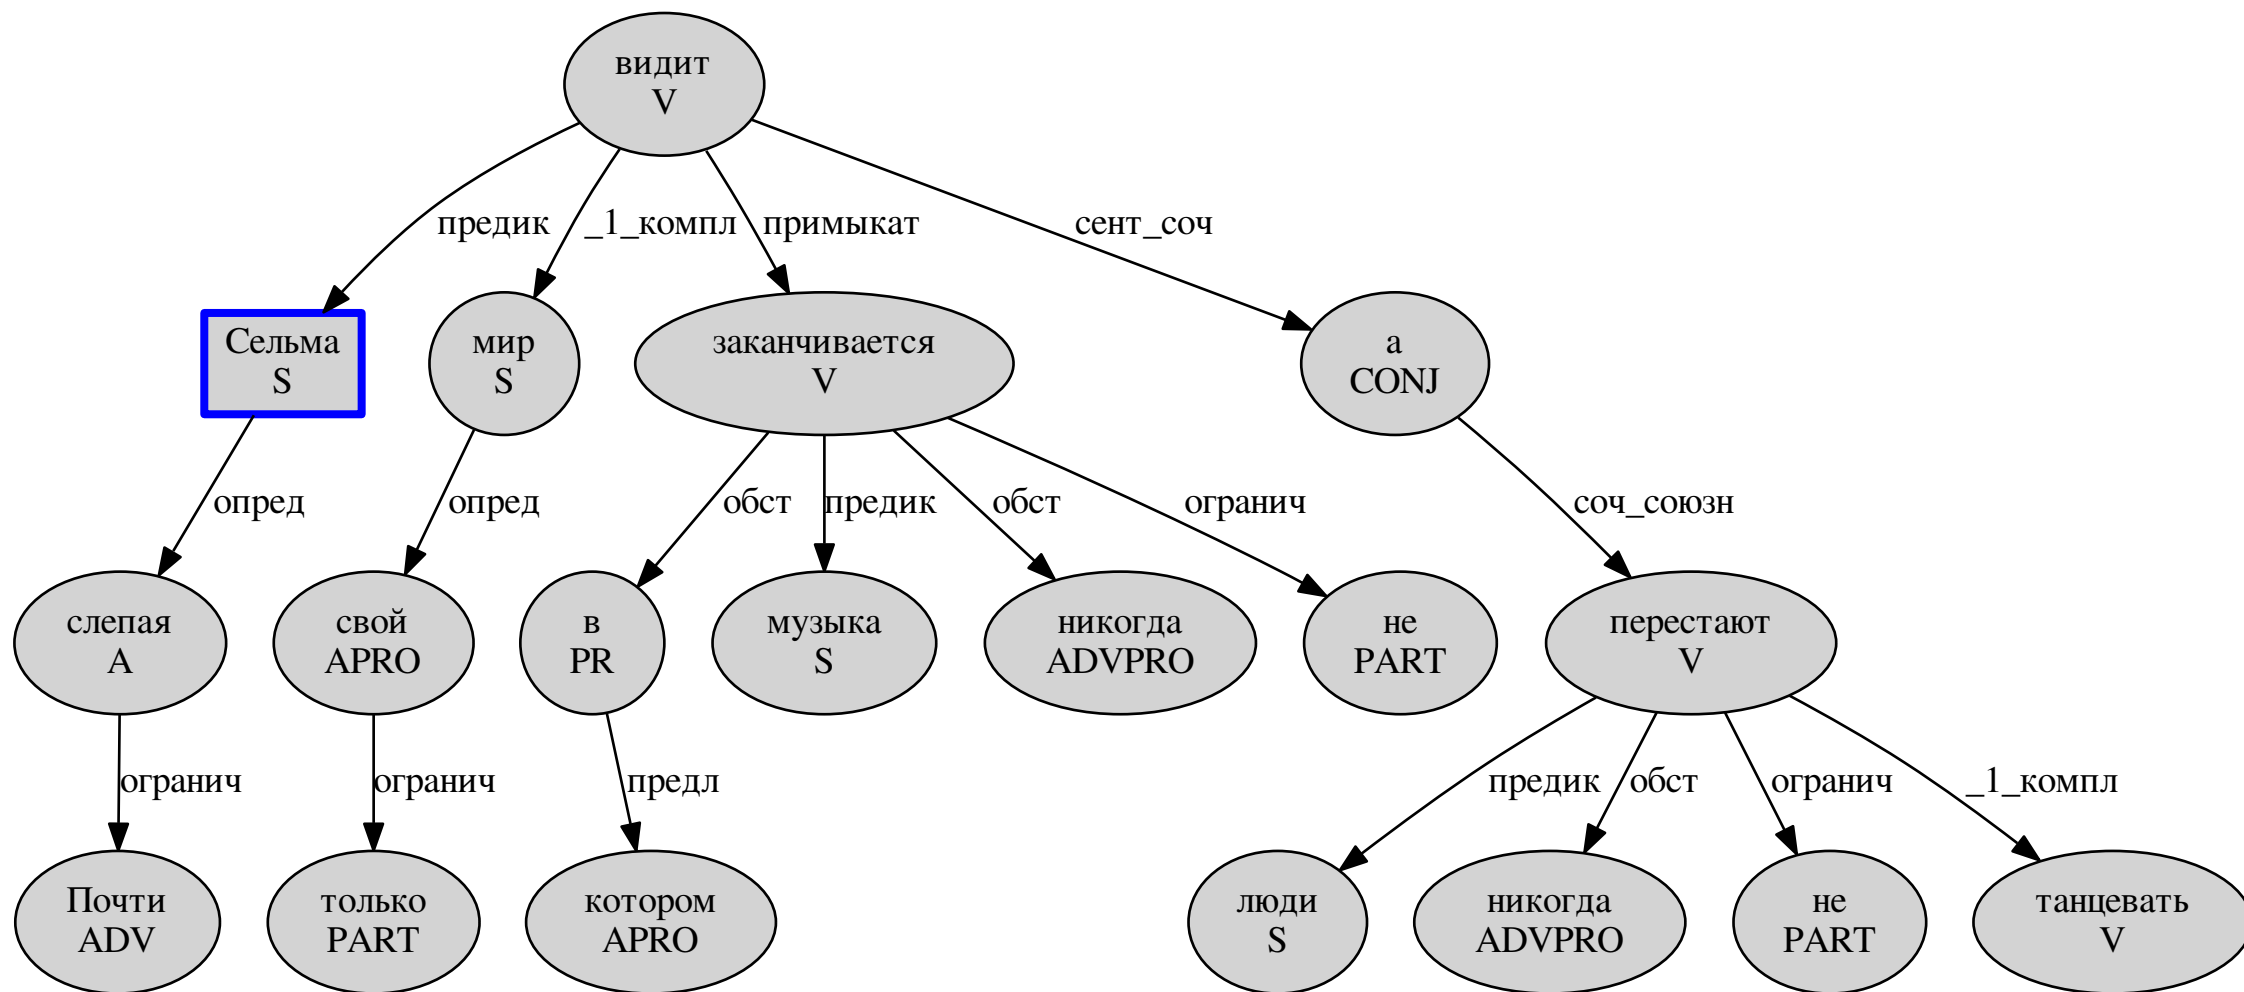 видит
V
предик
_1_компл
примыкат
сент_соч
Сельма
S
мир
S
заканчивается
V
а
CONJ
опред
опред
обст
предик
обст
огранич
соч_союзн
слепая
A
свой
APRO
в
PR
музыка
S
никогда
ADVPRO
не
PART
перестают
V
огранич
огранич
предл
предик
обст
огранич
_1_компл
Почти
ADV
только
PART
котором
APRO
люди
S
никогда
ADVPRO
не
PART
танцевать
V